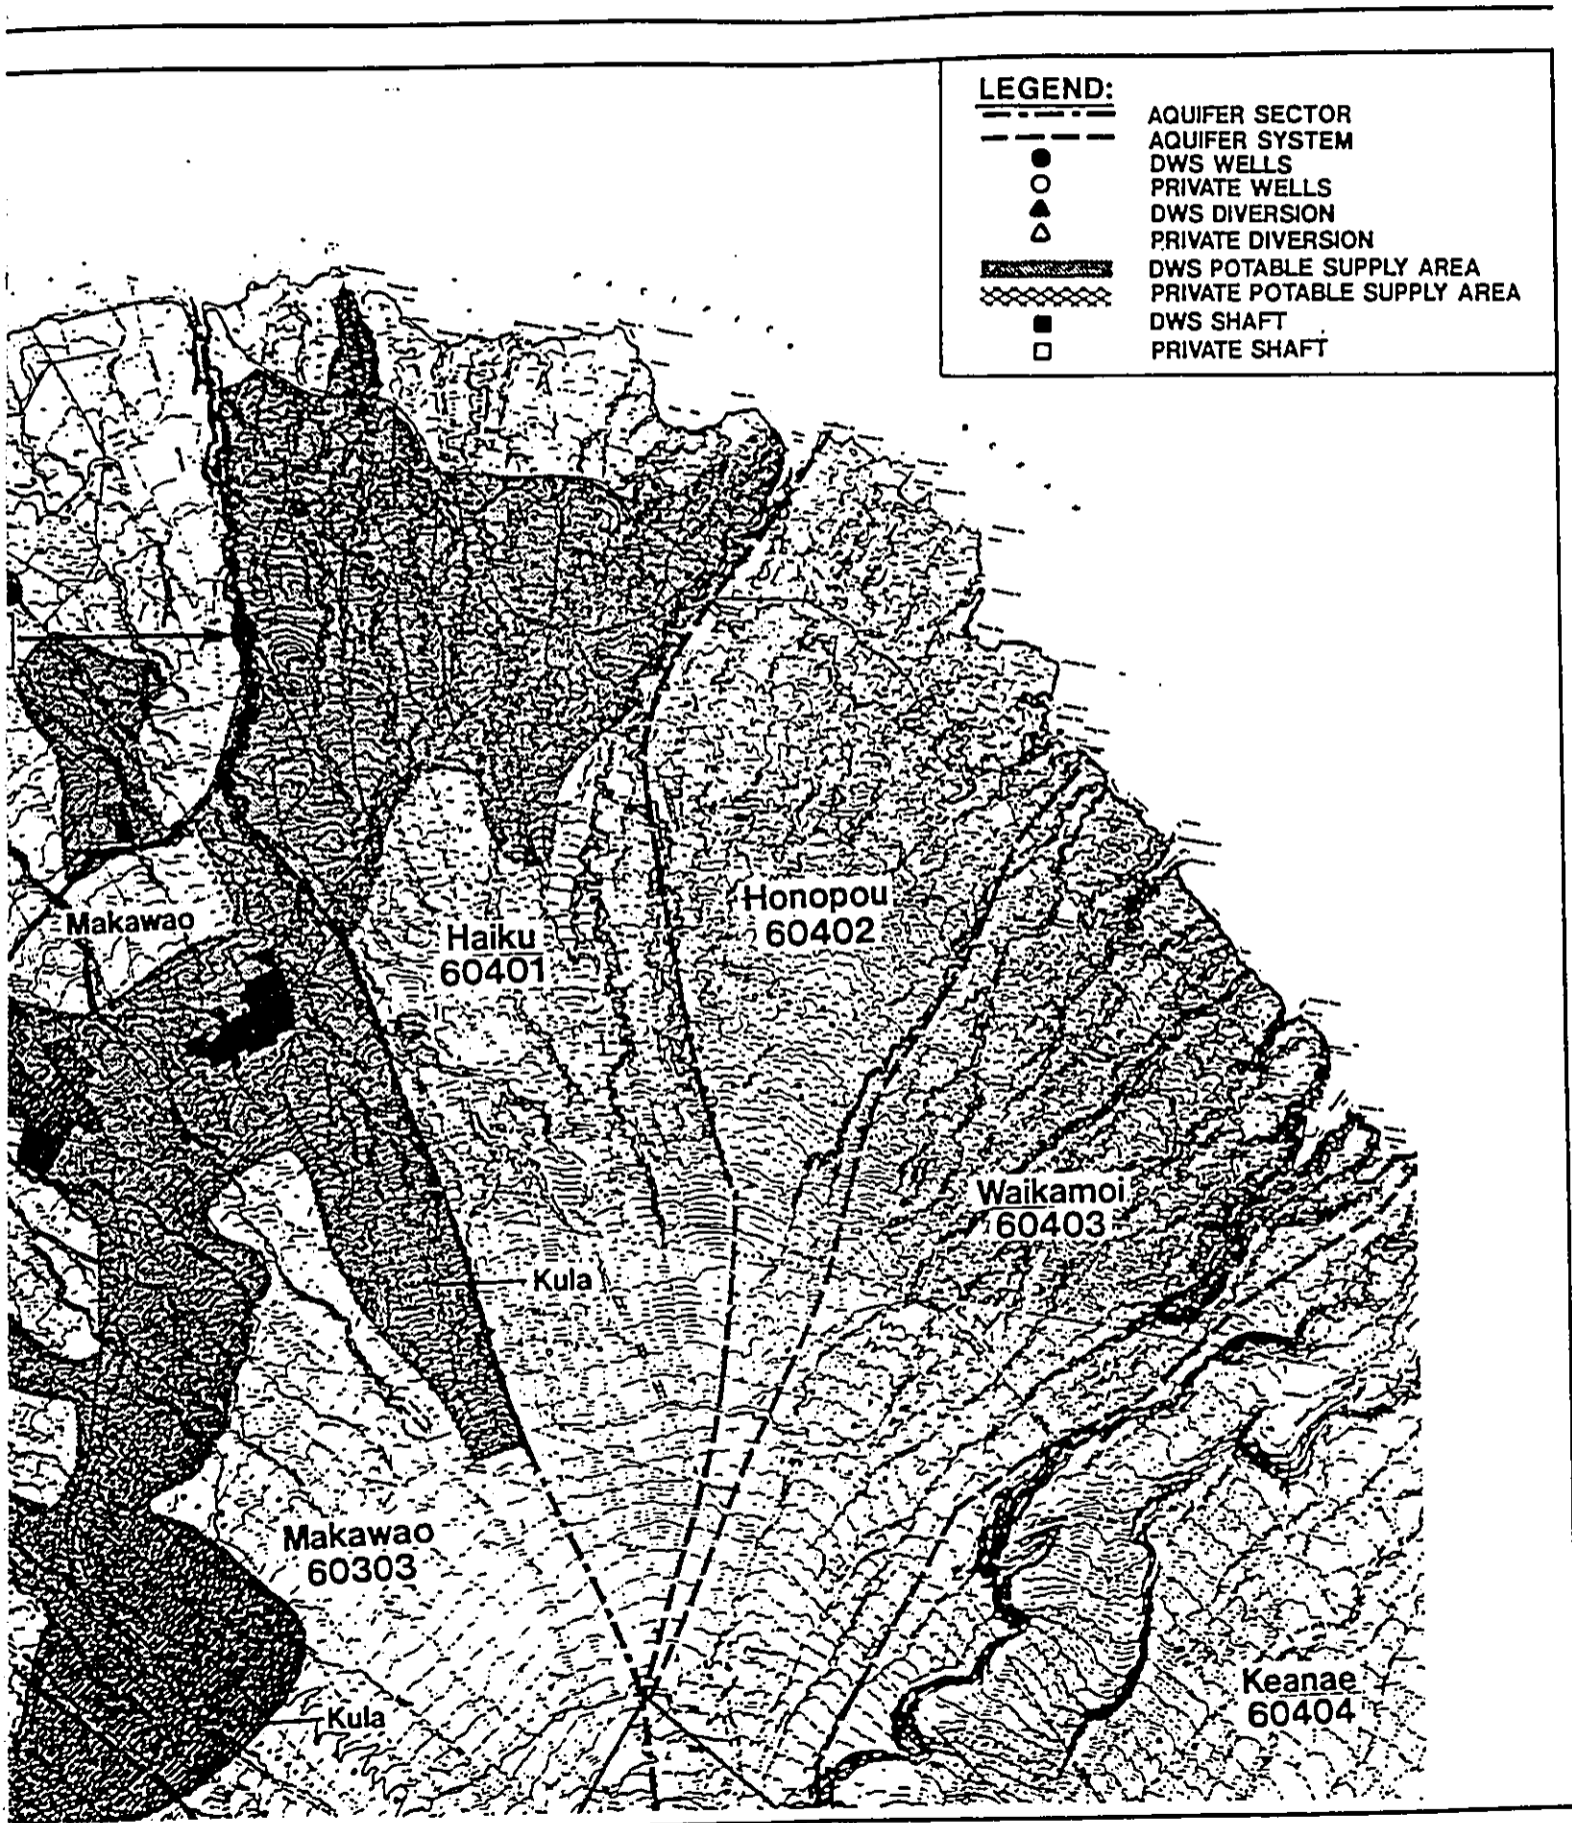 LEGEND:
AQUIFER SECTOR
AQUIFER SYSTEM
DWS WELLS
PRIVATE WELLS
DWS DIVERSION
PRIVATE DIVERSION
DWS POTABLE SUPPLY AREA
PRIVATE POTABLE SUPPLY AREA
DWS SHAFT
PRIVATE SHAFT
Makawao
Haiku
60401
Honopou
60402
Waikamoi
60403
Kula
Makawao
60303
Kula
Keanae
60404